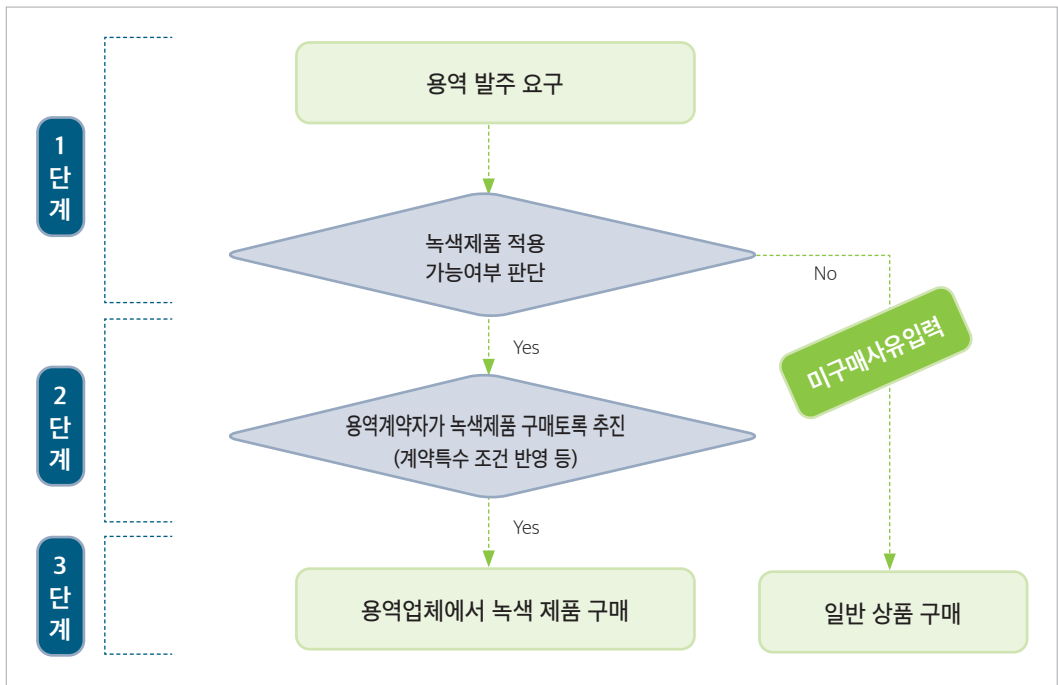 1
단
계
용역 발주 요구
녹색제품 적용
가능여부 판단
No
미구매사유입력
Yes
2
단
계
용역계약자가 녹색제품 구매토록 추진
(계약특수 조건 반영 등)
Yes
3
단
계
용역업체에서 녹색 제품 구매
일반 상품 구매